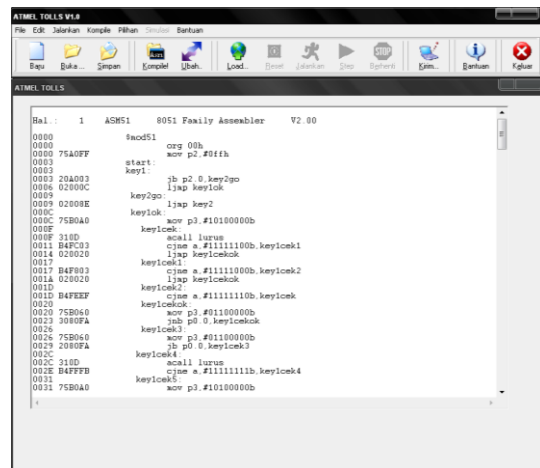 ATMEL TOLLS V1.0
File Edit Jalankan Kompile Pilihan Simulasi Bantuan
Baru Buka ... Simpan Kompile! Ubah.. Load... Reset Jalankan Step Berhenti Kirim... Bantuan Keluar
ATMEL TOLLS
Hal.: 1 ASM51 8051 Family Assembler V2.00
0000 $mod51
0000 org 00h
0000 75A0FF mov p2,#0ffh
0003 start:
0003 key1:
0003 20A003 jb p2.0,key2go
0006 02000C ljmp key1ok
0009 key2go:
0009 02008E ljmp key2
000C key1ok:
000C 75B0A0 mov p3,#10100000b
000F key1cek:
000F 310D acall lurus
0011 B4FC03 cjne a,#11111100b,key1cek1
0014 020020 ljmp key1cekok
0017 key1cek1:
0017 B4F803 cjne a,#11111000b,key1cek2
001A 020020 ljmp key1cekok
001D key1cek2:
001D B4FEEF cjne a,#11111110b,key1cek
0020 key1cekok:
0020 75B060 mov p3,#01100000b
0023 3080FA jnb p0.0,key1cekok
0026 key1cek3:
0026 75B060 mov p3,#01100000b
0029 2080FA jb p0.0,key1cek3
002C key1cek4:
002C 310D acall lurus
002E B4FFFB cjne a,#11111111b,key1cek4
0031 key1cek5:
0031 75B0A0 mov p3,#10100000b